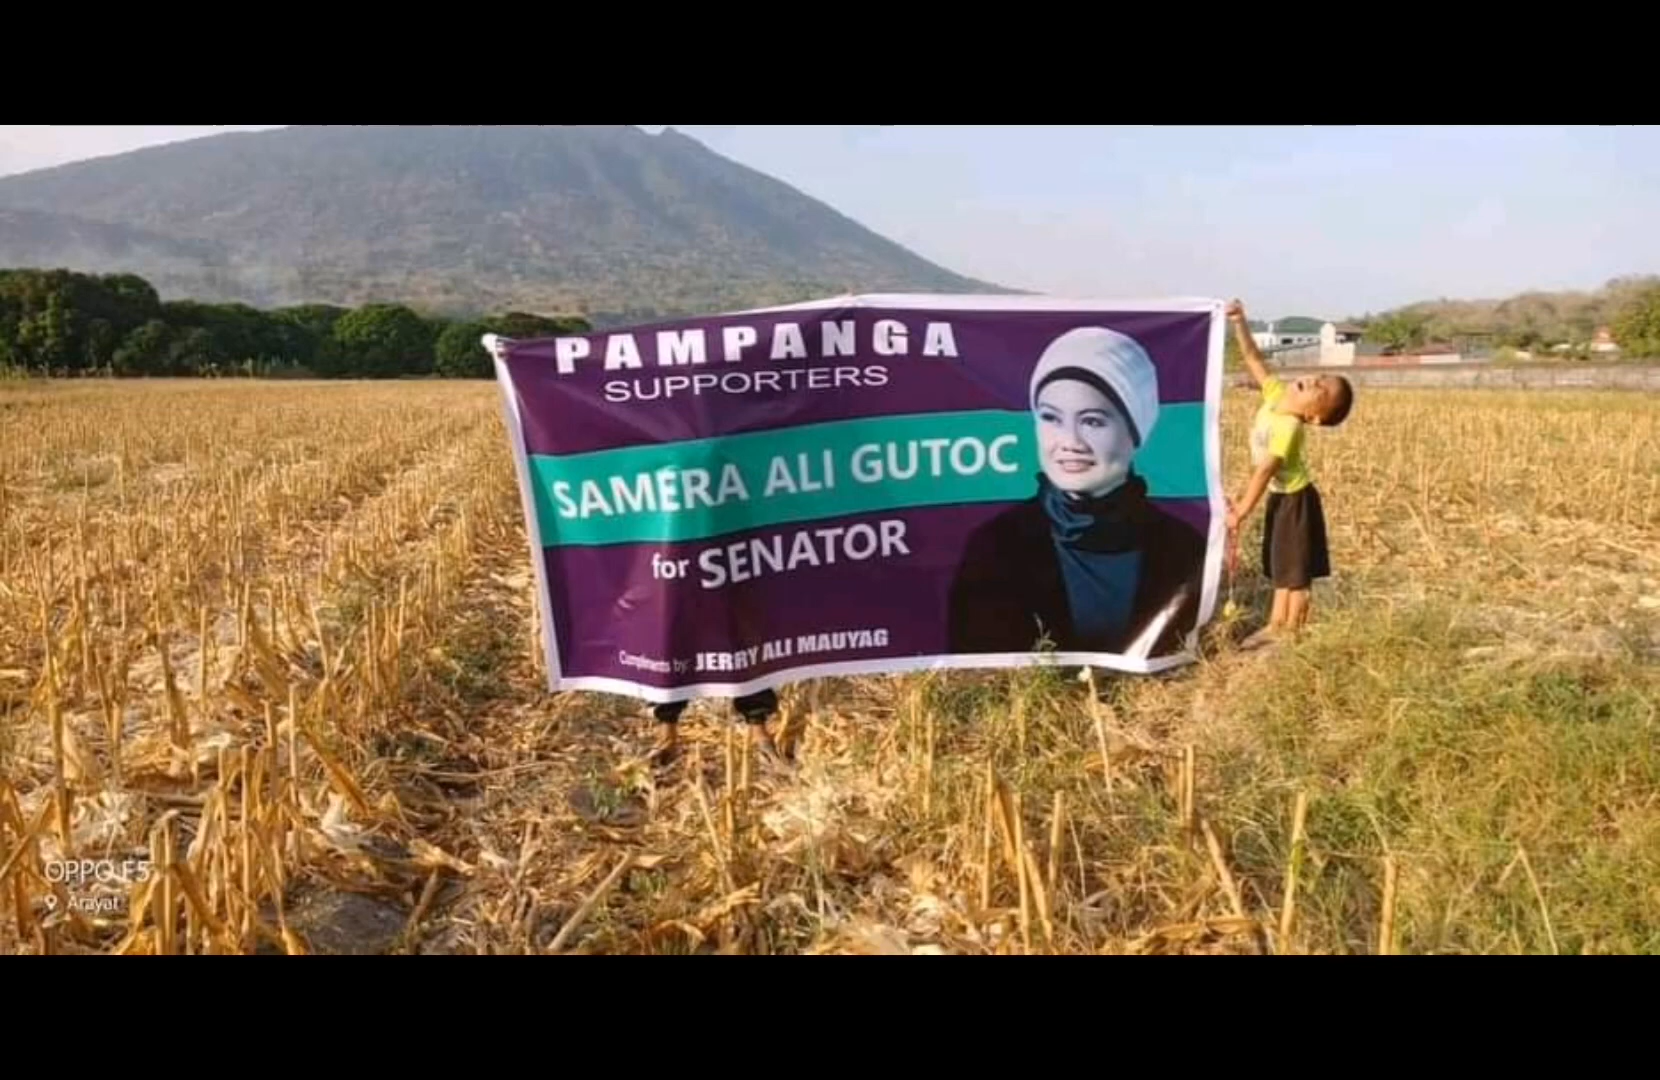 PAMPANGA
SUPPORTERS
SAMERA ALI GUTOC
for SENATOR
Compliments by: JERRY ALI MAUYAG
OPPO F5
Arayat